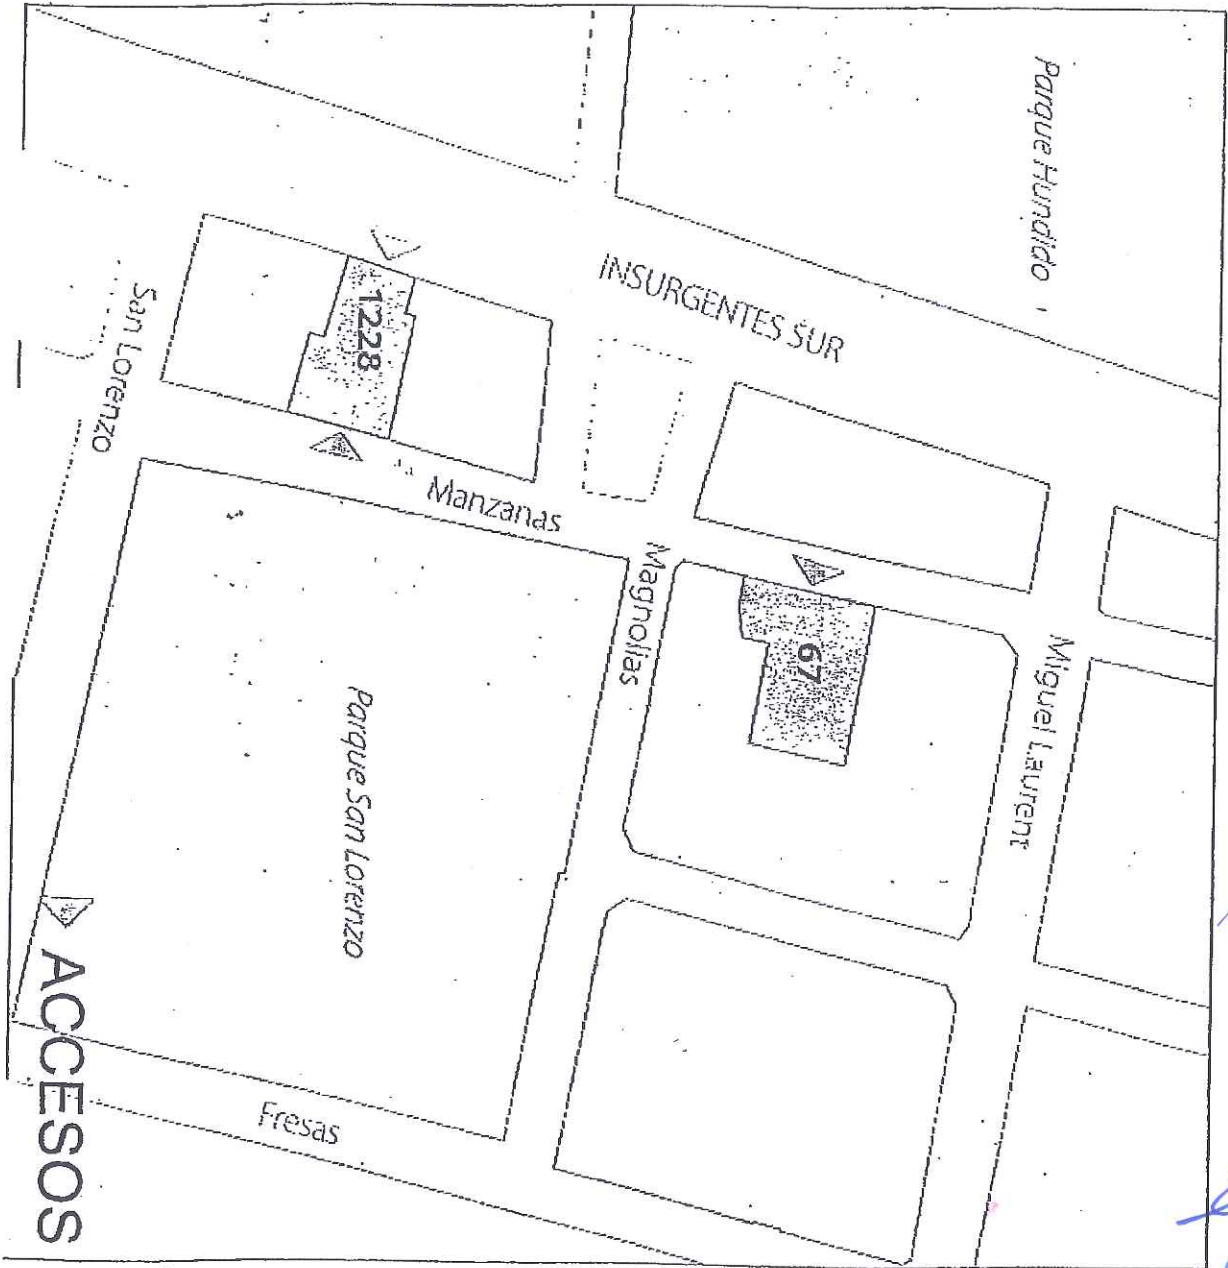 Parque Hundido
INSURGENTES SUR
1228
San Lorenzo
Manzanas
Magnolias
67
Miguel Laurent
Parque San Lorenzo
Fresas
ACCESOS